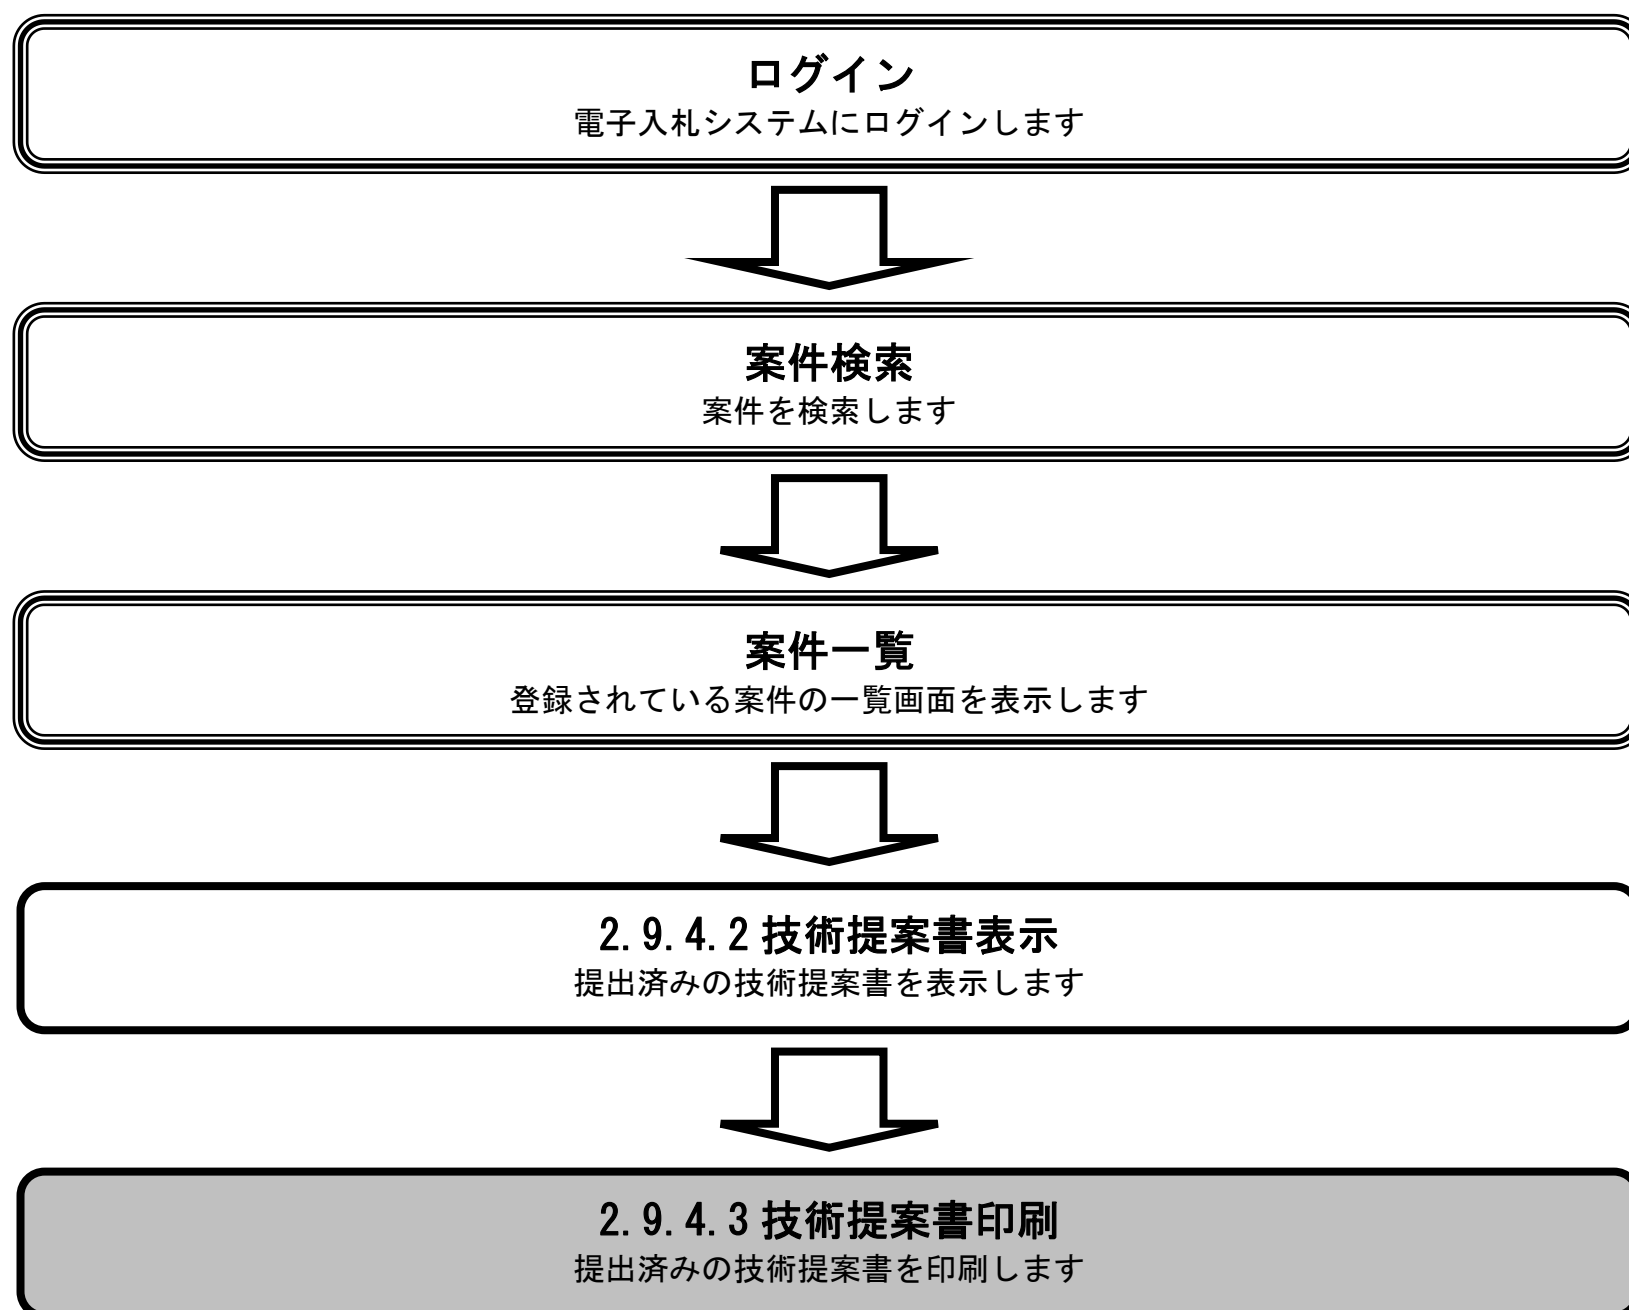 ログイン
電子入札システムにログインします
案件検索
案件を検索します
案件一覧
登録されている案件の一覧画面を表示します
2.9.4.2 技術提案書表示
提出済みの技術提案書を表示します
2.9.4.3 技術提案書印刷
提出済みの技術提案書を印刷します